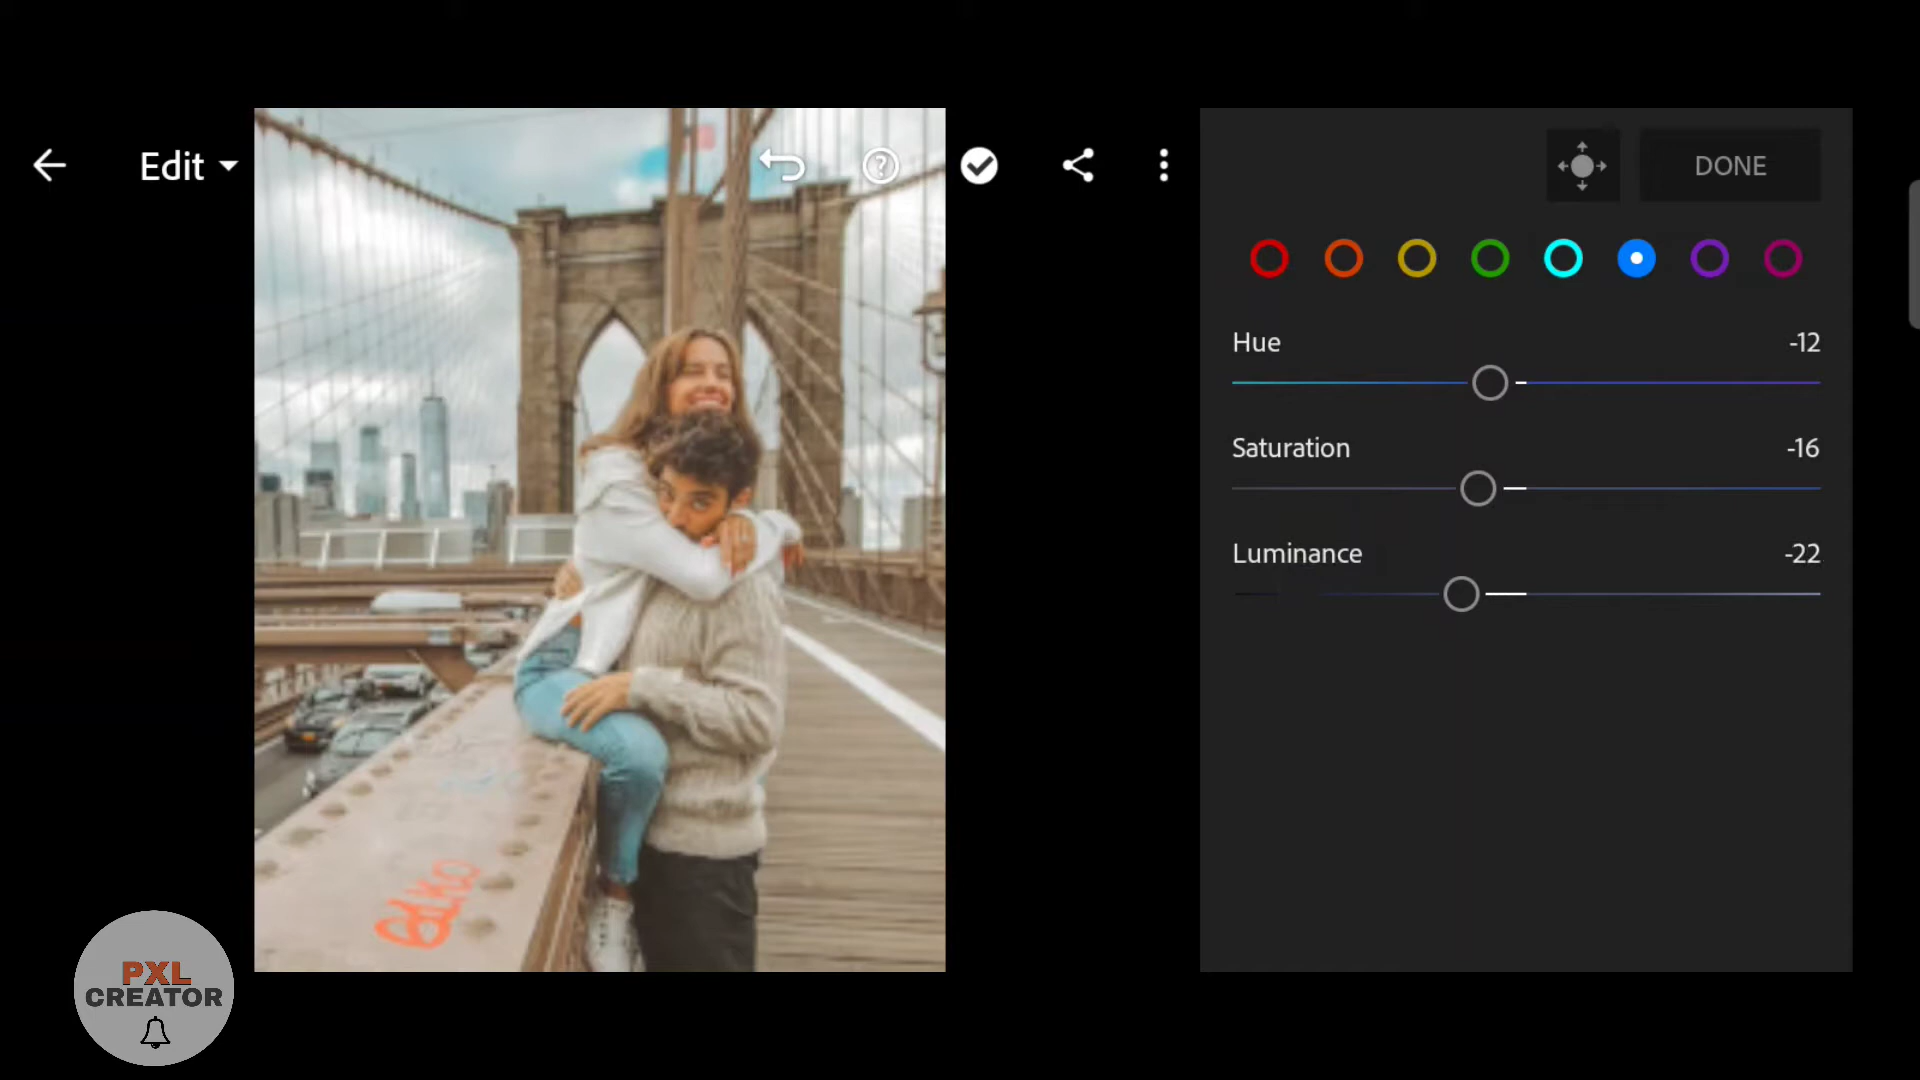 Edit
DONE
Hue -12
Saturation -16
Luminance -22
PXL
CREATOR